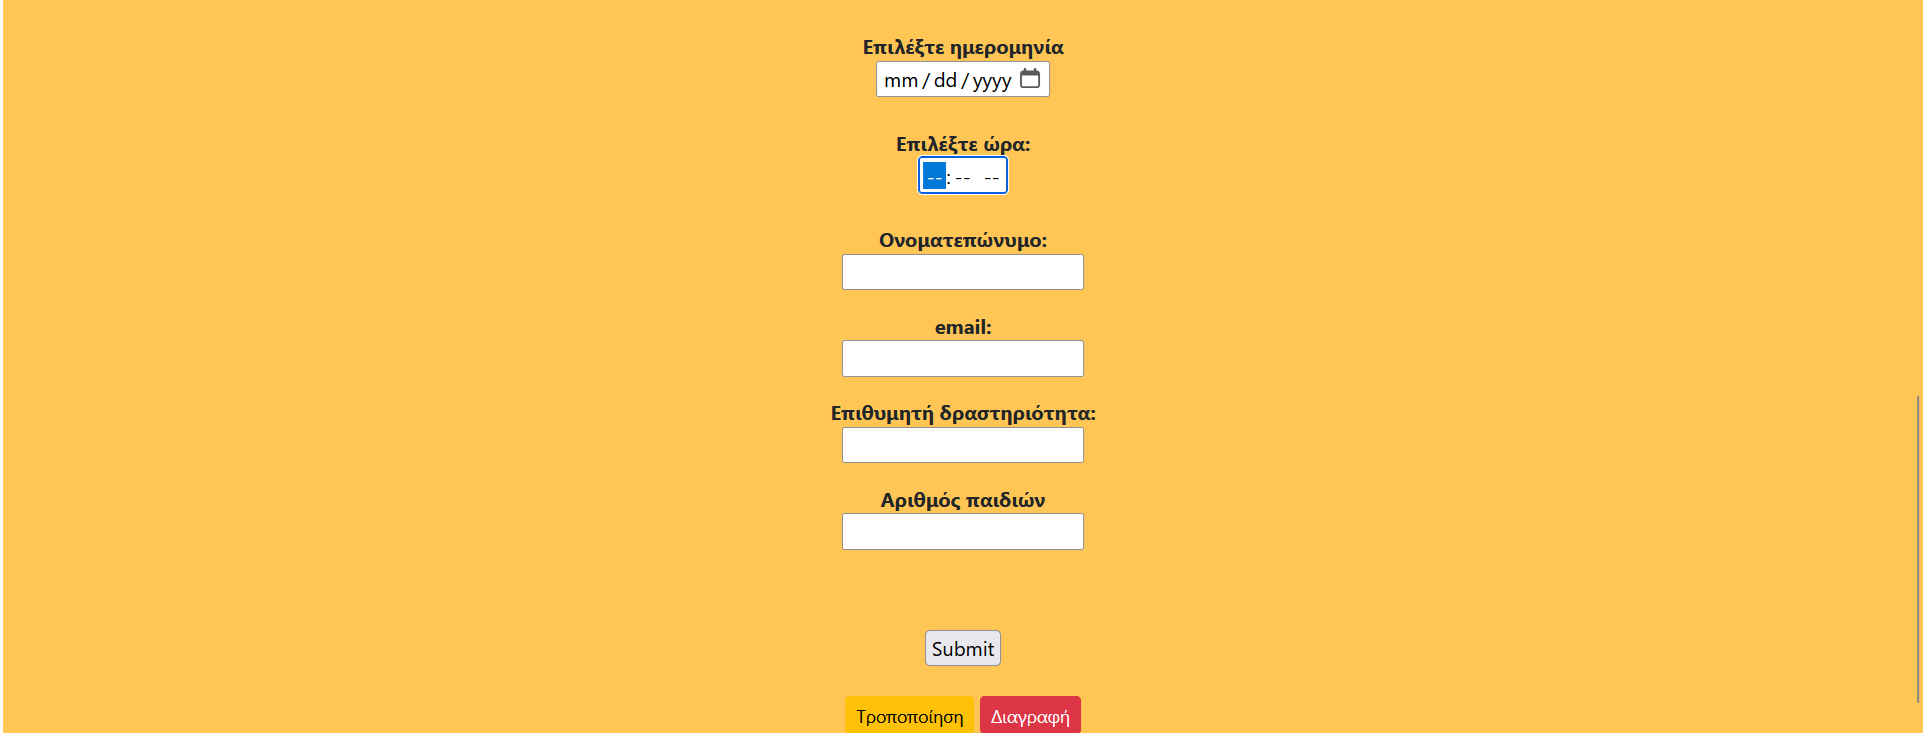 Επιλέξτε ημερομηνία
mm/dd/yyyy
Επιλέξτε ώρα:
--:-- --
Ονοματεπώνυμο:
email:
Επιθυμητή δραστηριότητα:
Αριθμός παιδιών
Submit
Τροποποίηση Διαγραφή